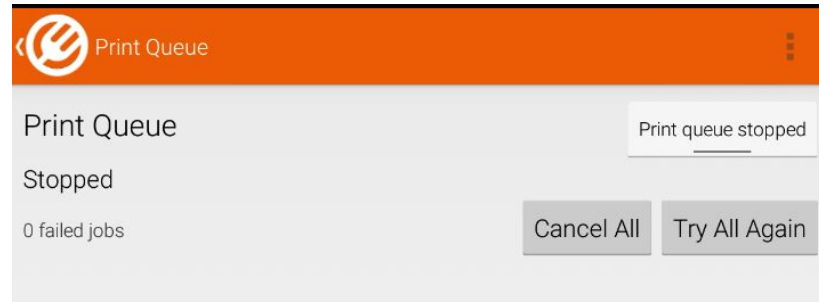 Print Queue
Print Queue
Print queue stopped
Stopped
0 failed jobs
Cancel All
Try All Again